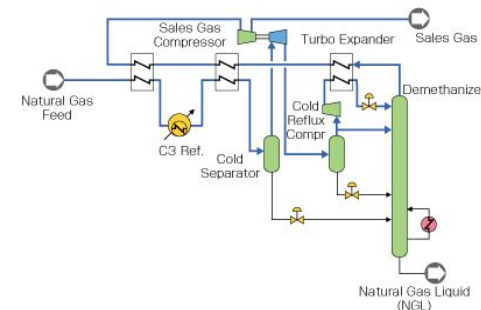 Sales Gas
Compressor
Turbo Expander
Sales Gas
Natural Gas
Feed
C3 Ref.
Cold
Separator
Cold
Reflux
Compr
Demethanize
Natural Gas Liquid
(NGL)